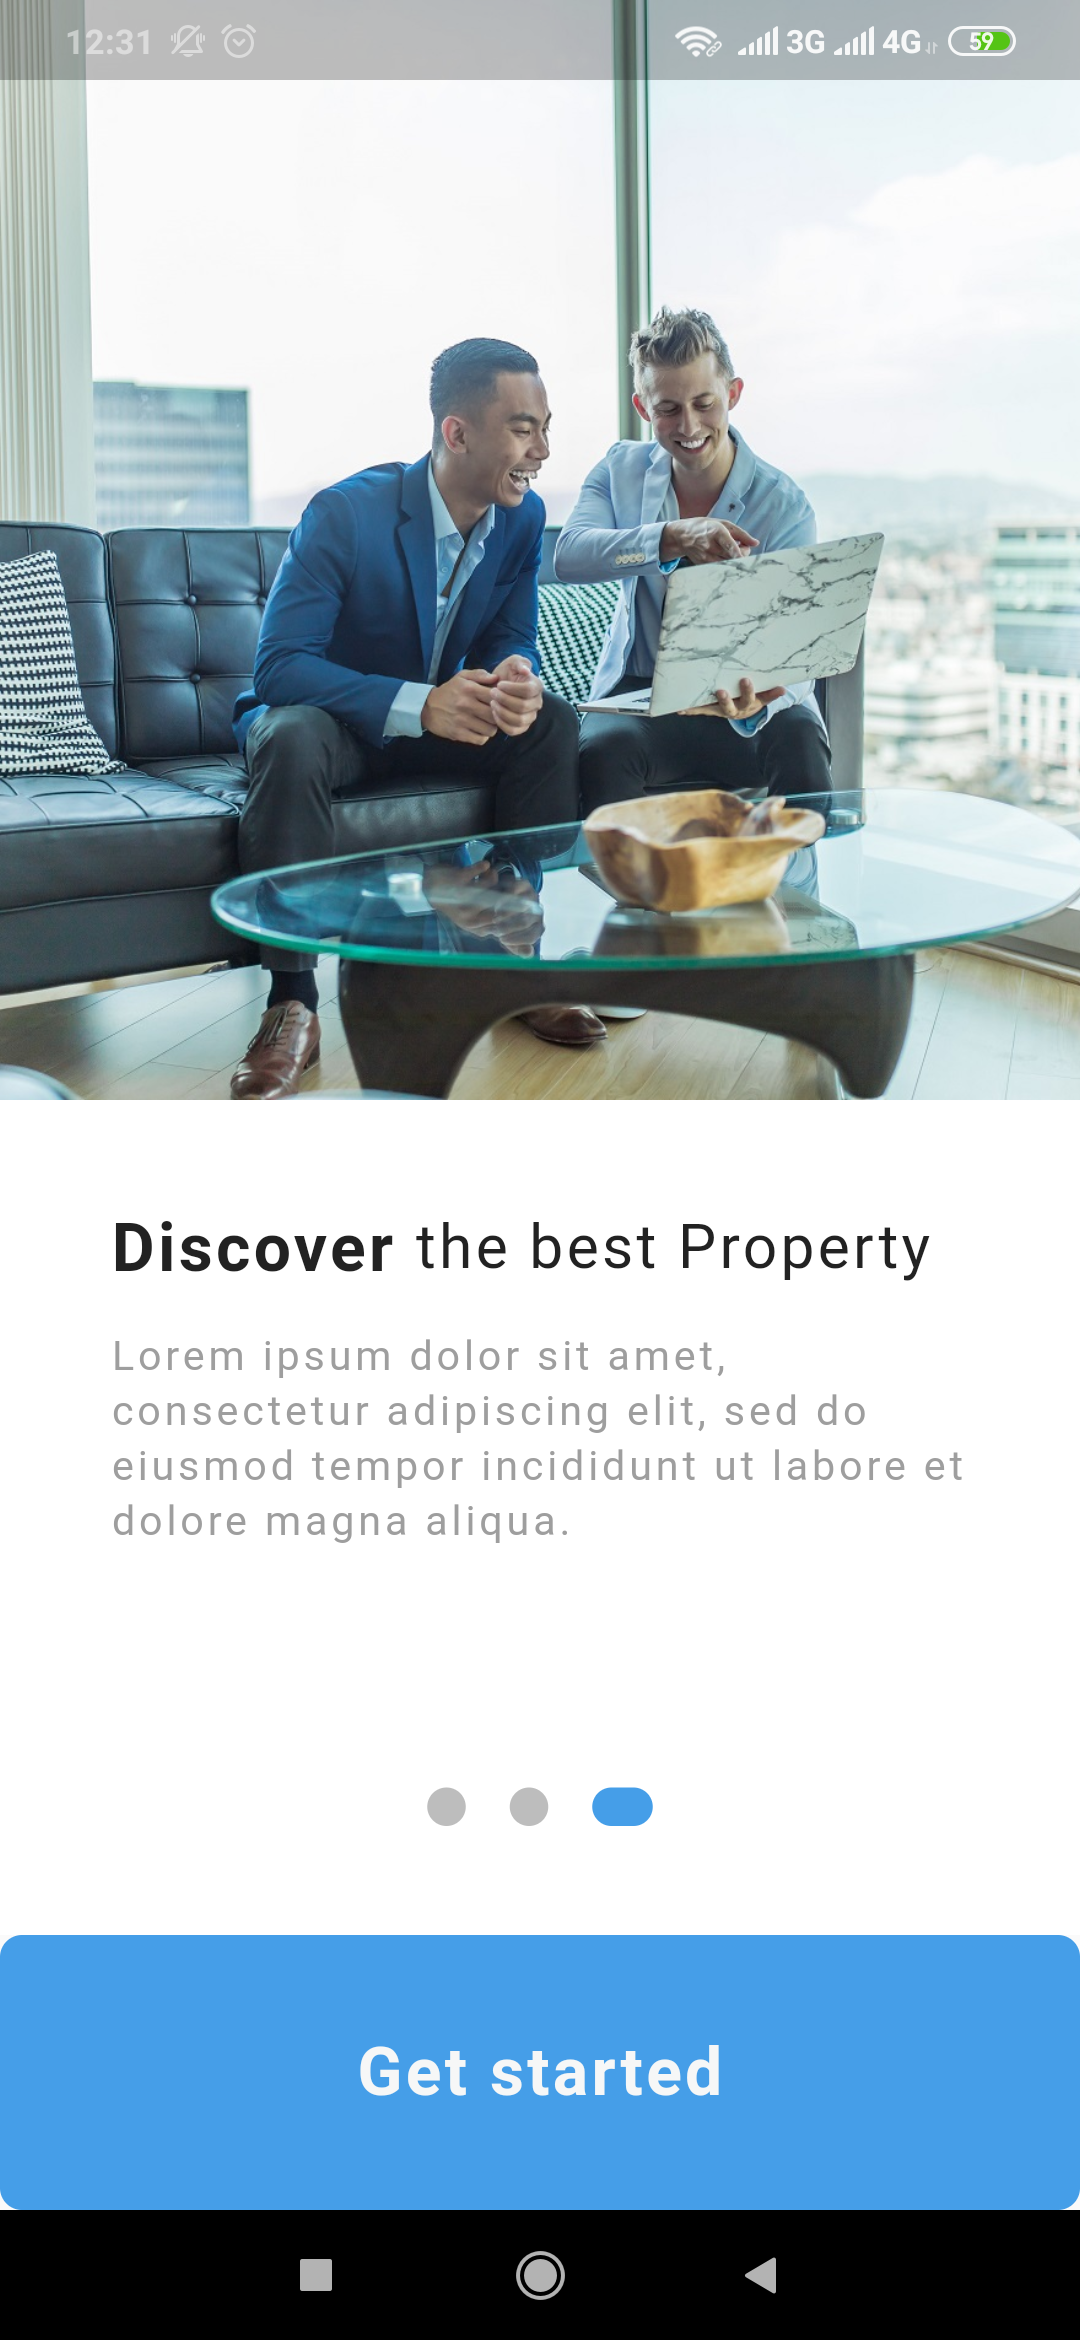 12:31 3G 4G 59
Discover the best Property
Lorem ipsum dolor sit amet,
consectetur adipiscing elit, sed do
eiusmod tempor incididunt ut labore et
dolore magna aliqua.
Get started